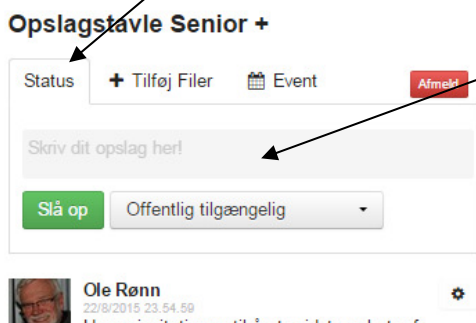 Opslagstavle Senior +
Status Tilføj Filer Event Afmeld
Skriv dit opslag her!
Slå op Offentlig tilgængelig
Ole Rønn
22/8/2015 23.54.59